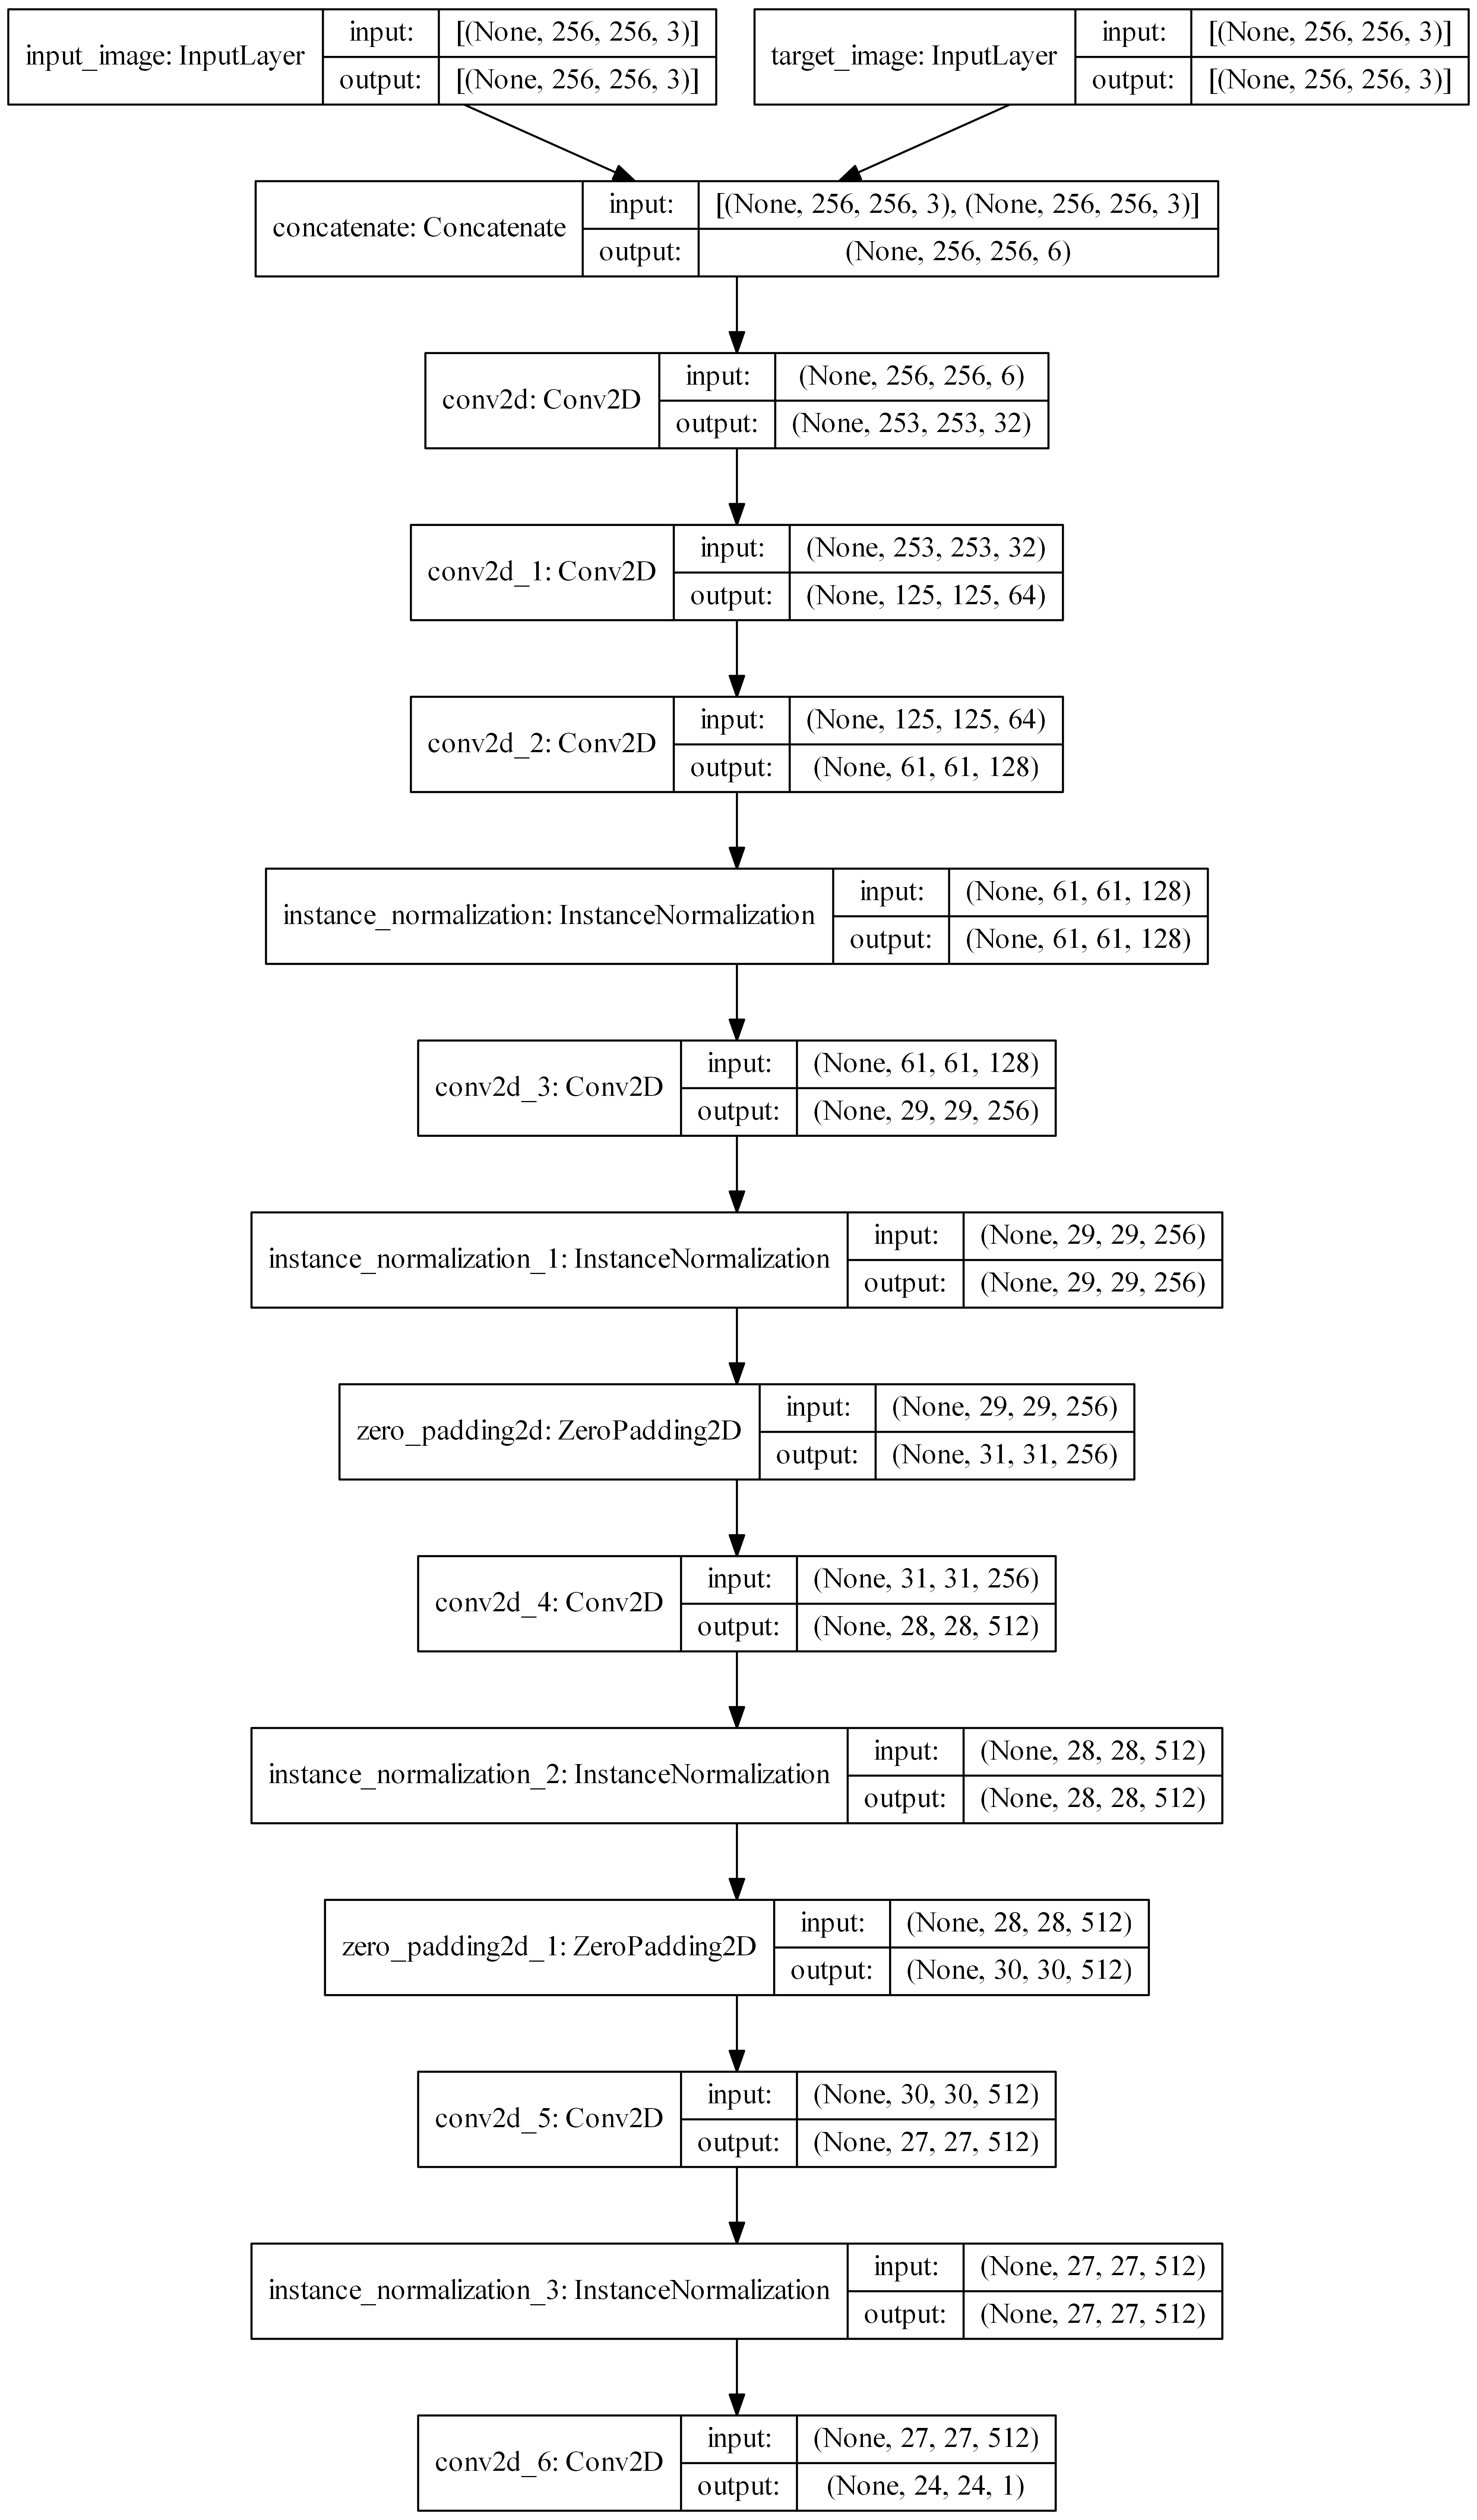 input_image: InputLayer
input: [(None, 256, 256, 3)]
output: [(None, 256, 256, 3)]
target_image: InputLayer
input: [(None, 256, 256, 3)]
output: [(None, 256, 256, 3)]
concatenate: Concatenate
input: [(None, 256, 256, 3), (None, 256, 256, 3)]
output: (None, 256, 256, 6)
conv2d: Conv2D
input: (None, 256, 256, 6)
output: (None, 253, 253, 32)
conv2d_1: Conv2D
input: (None, 253, 253, 32)
output: (None, 125, 125, 64)
conv2d_2: Conv2D
input: (None, 125, 125, 64)
output: (None, 61, 61, 128)
instance_normalization: InstanceNormalization
input: (None, 61, 61, 128)
output: (None, 61, 61, 128)
conv2d_3: Conv2D
input: (None, 61, 61, 128)
output: (None, 29, 29, 256)
instance_normalization_1: InstanceNormalization
input: (None, 29, 29, 256)
output: (None, 29, 29, 256)
zero_padding2d: ZeroPadding2D
input: (None, 29, 29, 256)
output: (None, 31, 31, 256)
conv2d_4: Conv2D
input: (None, 31, 31, 256)
output: (None, 28, 28, 512)
instance_normalization_2: InstanceNormalization
input: (None, 28, 28, 512)
output: (None, 28, 28, 512)
zero_padding2d_1: ZeroPadding2D
input: (None, 28, 28, 512)
output: (None, 30, 30, 512)
conv2d_5: Conv2D
input: (None, 30, 30, 512)
output: (None, 27, 27, 512)
instance_normalization_3: InstanceNormalization
input: (None, 27, 27, 512)
output: (None, 27, 27, 512)
conv2d_6: Conv2D
input: (None, 27, 27, 512)
output: (None, 24, 24, 1)